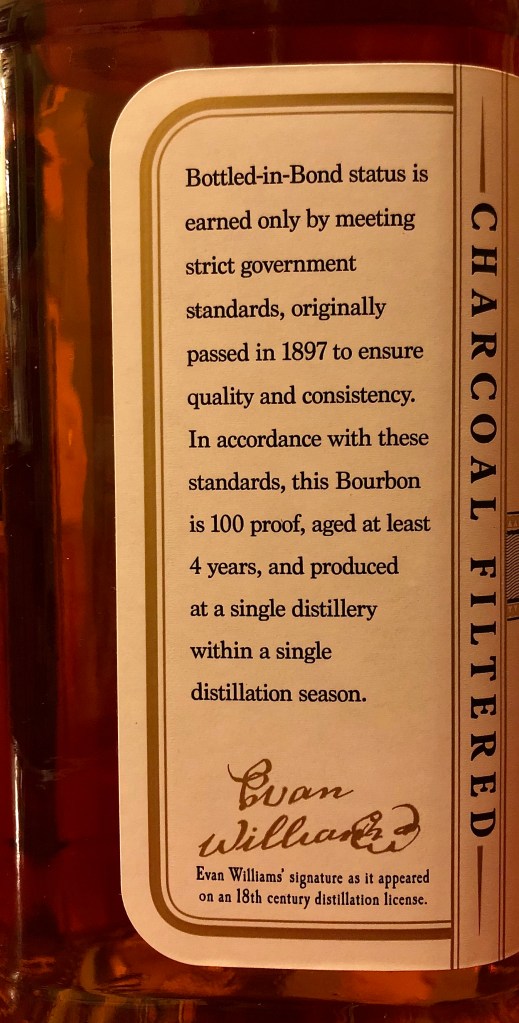 Bottled-in-Bond status is
earned only by meeting
strict government
standards, originally
passed in 1897 to ensure
quality and consistency.
In accordance with these
standards, this Bourbon
is 100 proof, aged at least
4 years, and produced
at a single distillery
within a single
distillation season.
Evan
Williams
Evan Williams' signature as it appeared
on an 18th century distillation license.
CHARCOAL FILTERED